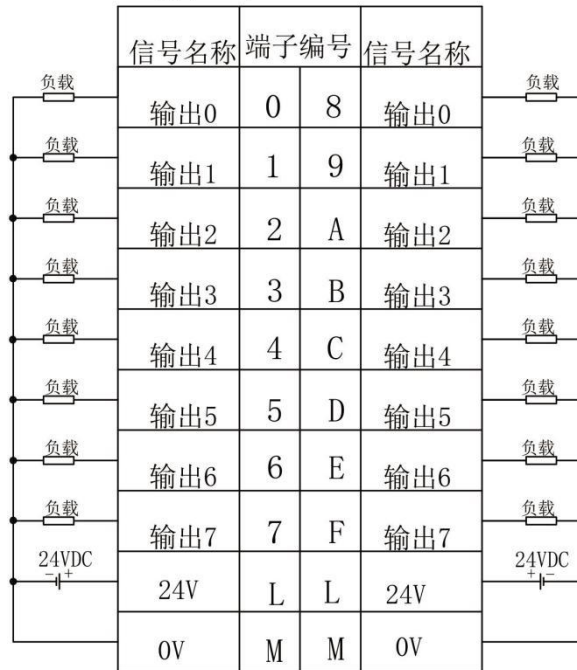 信号名称 端子编号 信号名称
负载 输出0 0 8 输出0 负载
负载 输出1 1 9 输出1 负载
负载 输出2 2 A 输出2 负载
负载 输出3 3 B 输出3 负载
负载 输出4 4 C 输出4 负载
负载 输出5 5 D 输出5 负载
负载 输出6 6 E 输出6 负载
负载 输出7 7 F 输出7 负载
24VDC 24V L L 24V 24VDC
- + + -
0V M M 0V